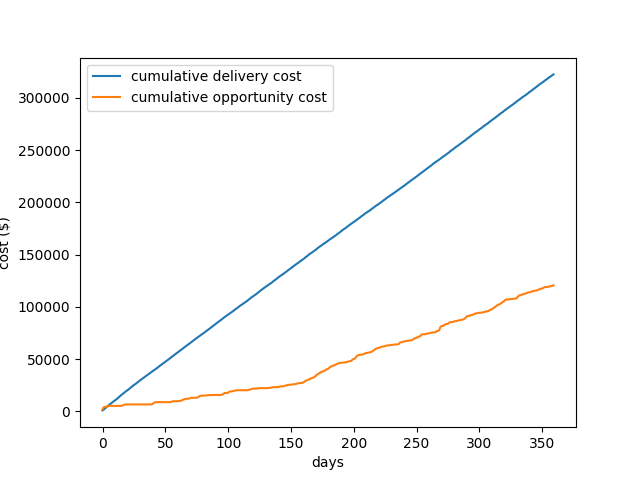 cumulative delivery cost
cumulative opportunity cost
cost ($)
300000
250000
200000
150000
100000
50000
0
0 50 100 150 200 250 300 350
days